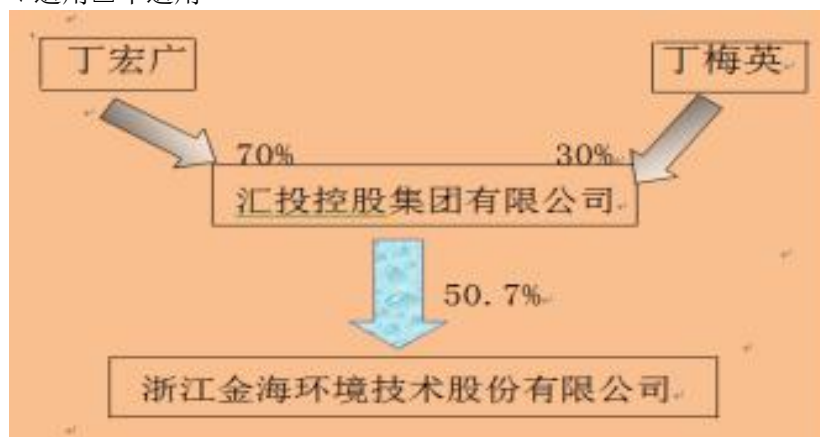 丁宏广 丁梅英
70% 30%
汇投控股集团有限公司
50.7%
浙江金海环境技术股份有限公司